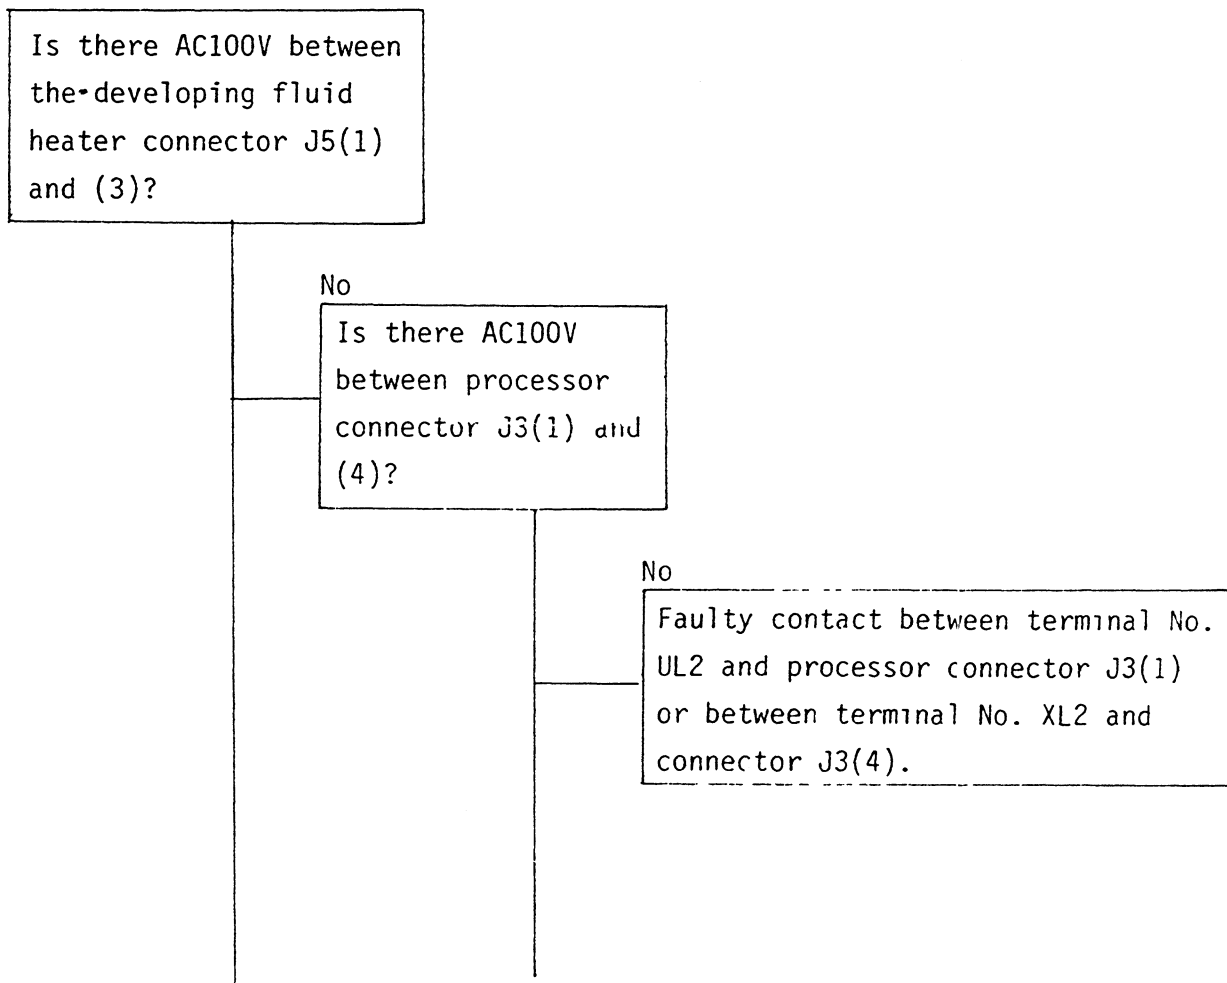 Is there AC100V between
the developing fluid
heater connector J5(1)
and (3)?
No
Is there AC100V
between processor
connector J3(1) and
(4)?
No
Faulty contact between terminal No.
UL2 and processor connector J3(1)
or between terminal No. XL2 and
connector J3(4).